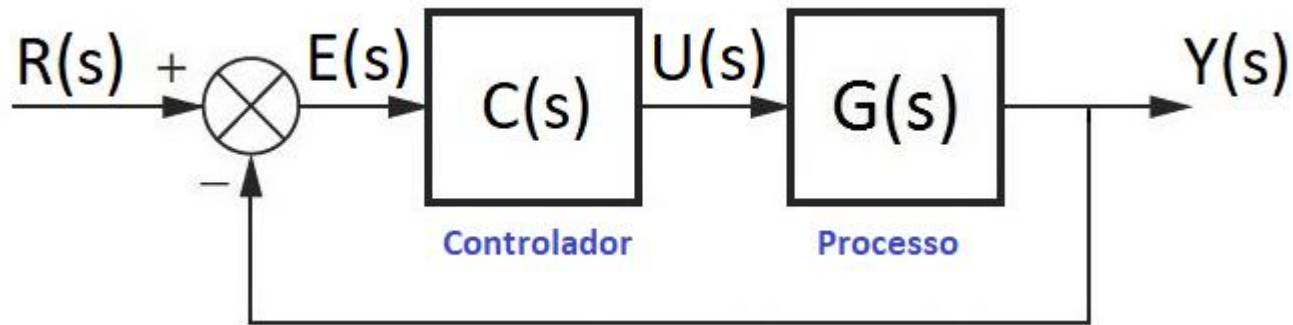 R(s) + E(s) C(s) U(s) G(s) Y(s)
−
Controlador Processo